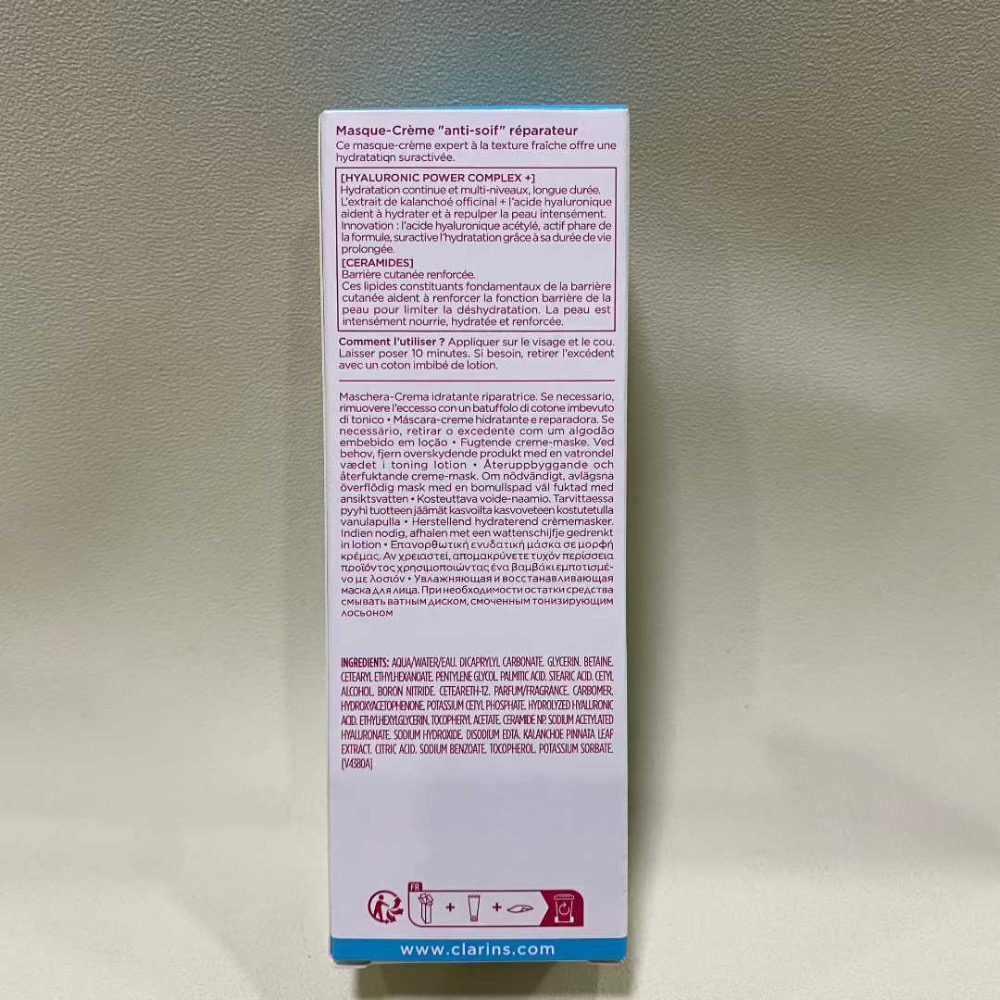 Masque-Crème "anti-soif" réparateur
Ce masque-crème expert à la texture fraîche offre une
hydratatiqn suractivée.
[HYALURONIC POWER COMPLEX +]
Hydratation continue et multi-niveaux, longue durée.
L'extrait de kalanchoé officinal + l'acide hyaluronique
aident à hydrater et à repulper la peau intensément.
Innovation : l'acide hyaluronique acétylé, actif phare de
la formule, suractive l'hydratation grâce à sa durée de vie
prolongée.
[CERAMIDES]
Barrière cutanée renforcée.
Ces lipides constituants fondamentaux de la barrière
cutanée aident à renforcer la fonction barrière de la
peau pour limiter la déshydratation. La peau est
intensément nourrie, hydratée et renforcée.
Comment l'utiliser ? Appliquer sur le visage et le cou.
Laisser poser 10 minutes. Si besoin, retirer l'excédent
avec un coton imbibé de lotion.
Maschera-Crema idratante riparatrice. Se necessario,
rimuovere l'eccesso con un batuffolo di cotone imbevuto
di tonico • Máscara-creme hidratante e reparadora. Se
necessário, retirar o excedente com um algodão
embebido em loção • Fugtende creme-maske. Ved
behov, fjern overskydende produkt med en vatrondel
vædet i toning lotion • Återuppbyggande och
återfuktande creme-mask. Om nödvändigt, avlägsna
överflödig mask med en bomullspad väl fuktad med
ansiktsvatten • Kosteuttava voide-naamio. Tarvittaessa
pyyhi tuotteen jäämät kasvoilta kasvoveteen kostutetulla
vanulapulla • Herstellend hydraterend crèmemasker.
Indien nodig, afhalen met een wattenschijfje gedrenkt
in lotion • Επανορθωτική ενυδατική μάσκα σε μορφή
κρέμας. Αν χρειαστεί, απομακρύνετε τυχόν περίσσεια
προϊόντος χρησιμοποιώντας ένα βαμβάκι εμποτισμέ-
νο με λοσιόν • Увлажняющая и восстанавливающая
маска для лица. При необходимости остатки средства
смывать ватным диском, смоченным тонизирующим
лосьоном
INGREDIENTS: AQUA/WATER/EAU. DICAPRYLYL CARBONATE. GLYCERIN. BETAINE.
CETEARYL ETHYLHEXANOATE. PENTYLENE GLYCOL. PALMITIC ACID. STEARIC ACID. CETYL
ALCOHOL. BORON NITRIDE. CETEARETH-12. PARFUM/FRAGRANCE. CARBOMER.
HYDROXYACETOPHENONE. POTASSIUM CETYL PHOSPHATE. HYDROLYZED HYALURONIC
ACID. ETHYLHEXYLGLYCERIN. TOCOPHERYL ACETATE. CERAMIDE NP. SODIUM ACETYLATED
HYALURONATE. SODIUM HYDROXIDE. DISODIUM EDTA. KALANCHOE PINNATA LEAF
EXTRACT. CITRIC ACID. SODIUM BENZOATE. TOCOPHEROL. POTASSIUM SORBATE.
[V4380A]
FR
+ +
www.clarins.com